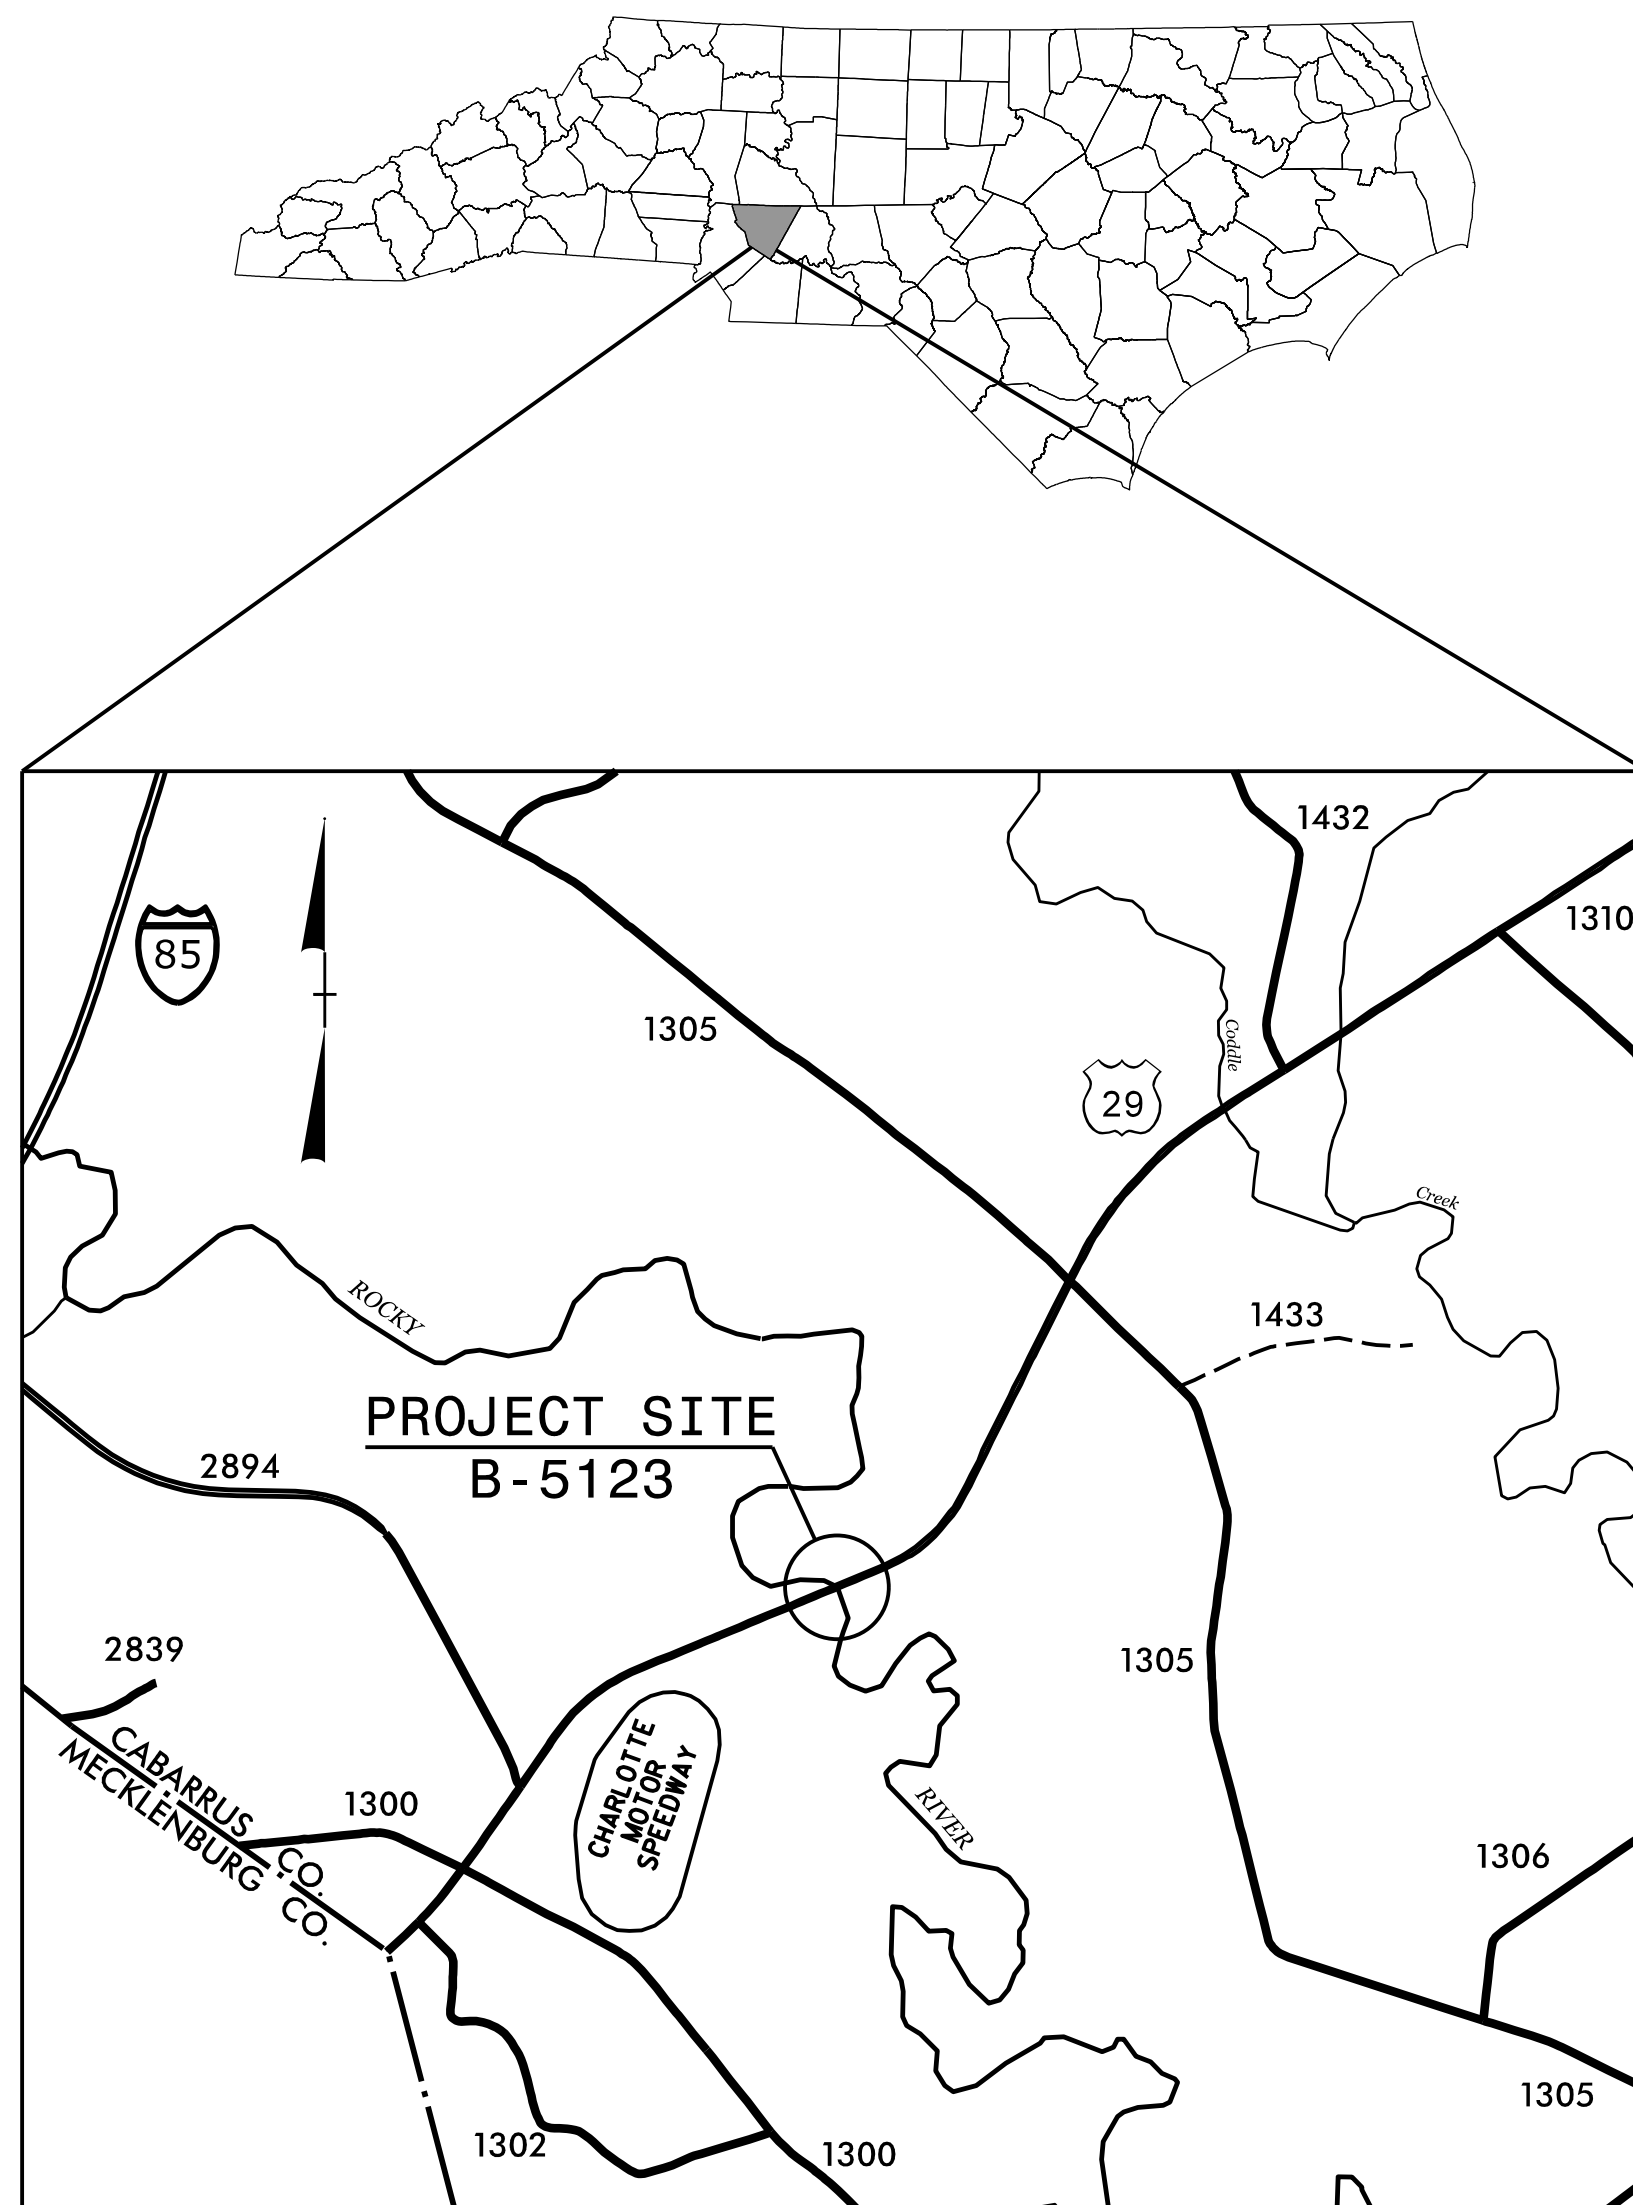 1432
1310
85
1305
Coddle
29
Creek
ROCKY
1433
PROJECT SITE
B-5123
2894
2839
1305
CABARRUS CO.
MECKLENBURG CO.
CHARLOTTE
MOTOR
SPEEDWAY
1300
RIVER
1306
1305
1302
1300